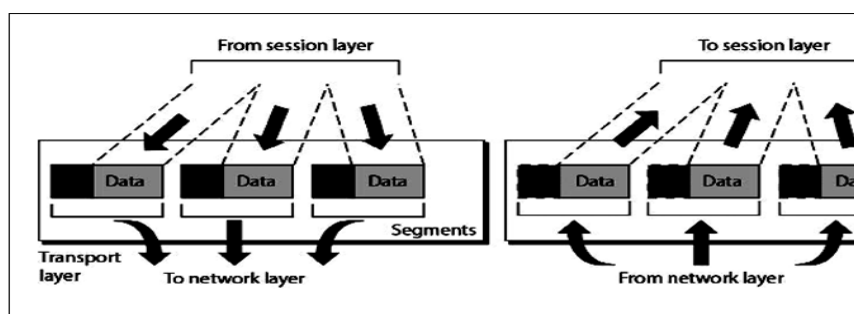 From session layer
Data
Data
Data
Segments
Transport
layer
To network layer
To session layer
Data
Data
Da
From network layer